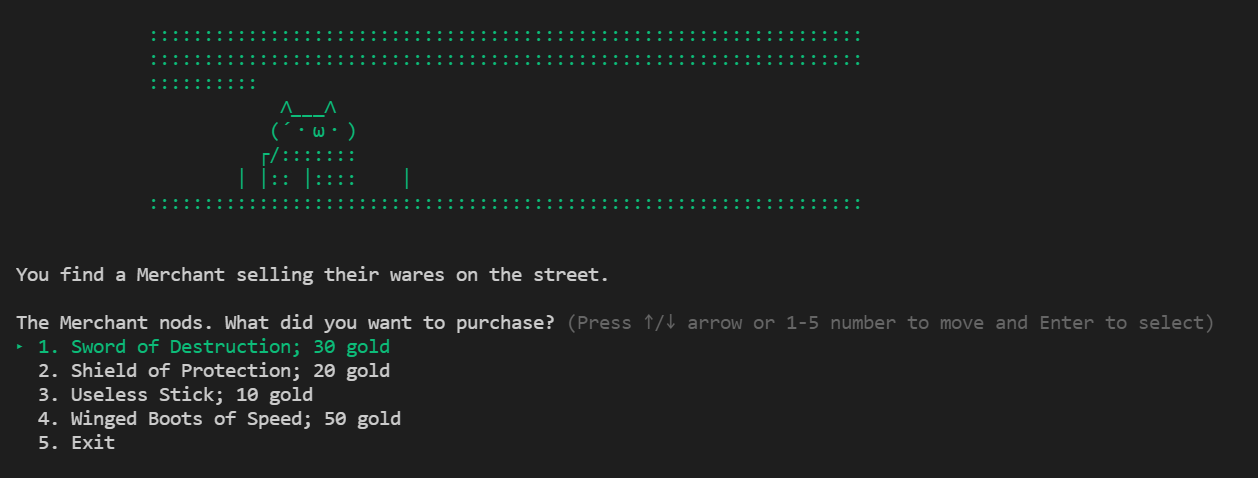 ::::::::::::::::::::::::::::::::::::::::::::::::::::::::::::::::::
::::::::::::::::::::::::::::::::::::::::::::::::::::::::::::::::::
::::::::::
            ^___^
           (´･ω･)
          ┌/:::::::
        | |:: |::::    |
::::::::::::::::::::::::::::::::::::::::::::::::::::::::::::::::::
You find a Merchant selling their wares on the street.
The Merchant nods. What did you want to purchase? (Press ↑/↓ arrow or 1-5 number to move and Enter to select)
▸ 1. Sword of Destruction; 30 gold
2. Shield of Protection; 20 gold
3. Useless Stick; 10 gold
4. Winged Boots of Speed; 50 gold
5. Exit